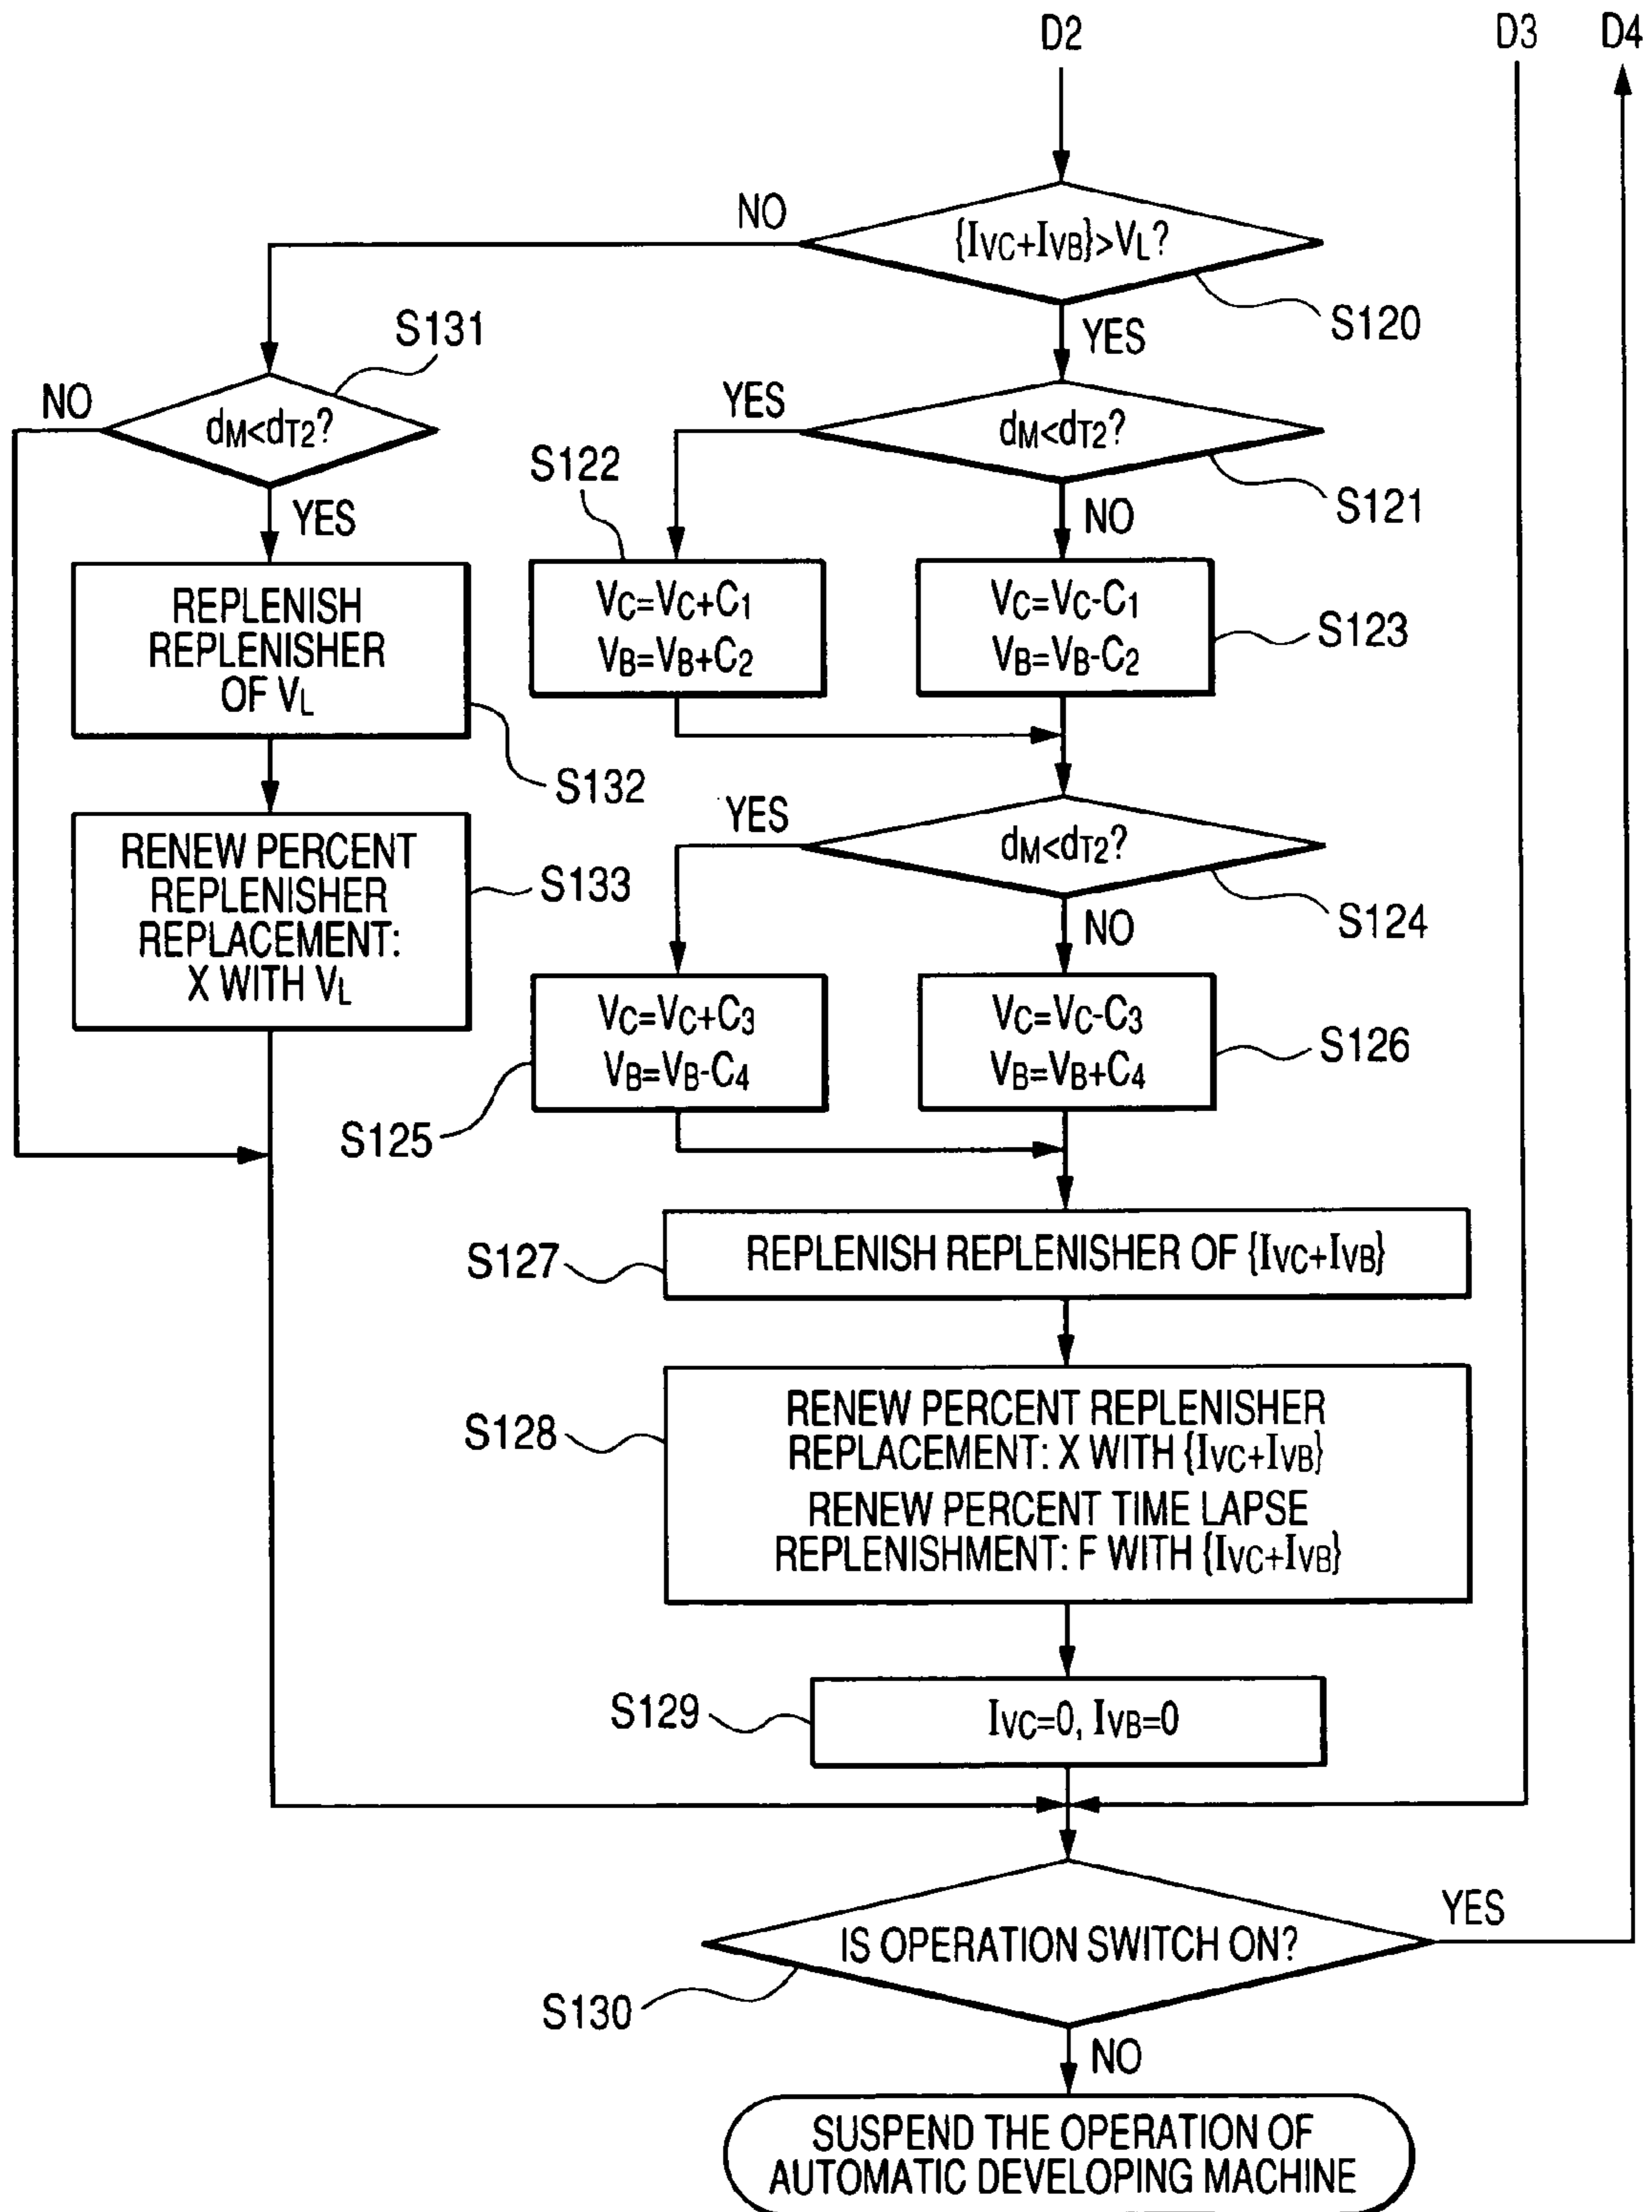 D2
D3
D4
NO
{IVC+IVB}>VL?
S120
YES
S131
NO
dM<dT2?
YES
dM<dT2?
S121
S122
YES
NO
REPLENISH
REPLENISHER
OF VL
VC=VC+C1
VB=VB+C2
VC=VC-C1
VB=VB-C2
S123
S132
RENEW PERCENT
REPLENISHER
REPLACEMENT:
X WITH VL
S133
YES
dM<dT2?
S124
NO
VC=VC+C3
VB=VB-C4
VC=VC-C3
VB=VB+C4
S126
S125
S127
REPLENISH REPLENISHER OF {IVC+IVB}
S128
RENEW PERCENT REPLENISHER
REPLACEMENT: X WITH {IVC+IVB}
RENEW PERCENT TIME LAPSE
REPLENISHMENT: F WITH {IVC+IVB}
S129
IVC=0, IVB=0
IS OPERATION SWITCH ON?
YES
S130
NO
SUSPEND THE OPERATION OF
AUTOMATIC DEVELOPING MACHINE